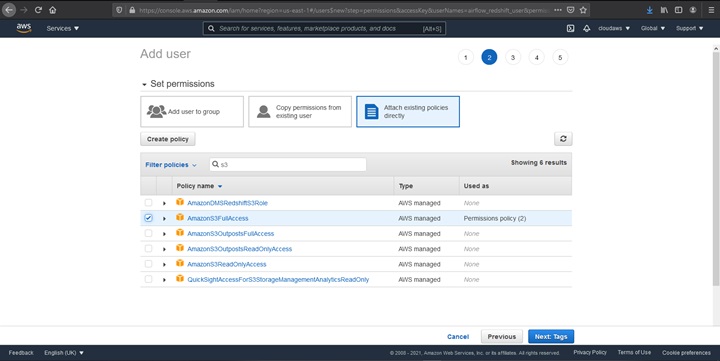 https://console.aws.amazon.com/iam/home?region=us-east-1#/users$new?step=permissions&accessKey&userNames=airflow_redshift_user&permis
aws Services Search for services, features, marketplace products, and docs [Alt+S] cloudaws Global Support
Add user
1 2 3 4 5
Set permissions
Add user to group
Copy permissions from existing user
Attach existing policies directly
Create policy
Filter policies s3 Showing 6 results
Policy name Type Used as
AmazonDMSRedshiftS3Role AWS managed None
AmazonS3FullAccess AWS managed Permissions policy (2)
AmazonS3OutpostsFullAccess AWS managed None
AmazonS3OutpostsReadOnlyAccess AWS managed None
AmazonS3ReadOnlyAccess AWS managed None
QuickSightAccessForS3StorageManagementAnalyticsReadOnly AWS managed None
Cancel Previous Next: Tags
Feedback English (UK) © 2008 - 2021, Amazon Web Services, Inc. or its affiliates. All rights reserved. Privacy Policy Terms of Use Cookie preferences